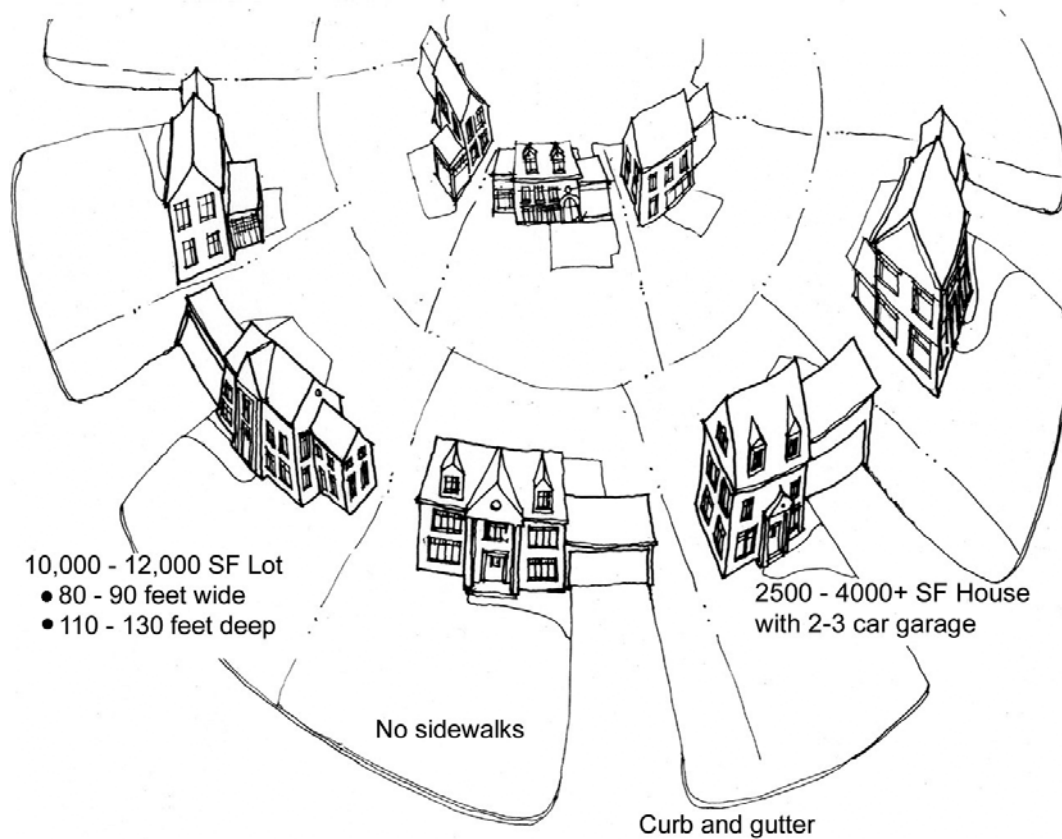 10,000 - 12,000 SF Lot
● 80 - 90 feet wide
● 110 - 130 feet deep
2500 - 4000+ SF House
with 2-3 car garage
No sidewalks
Curb and gutter